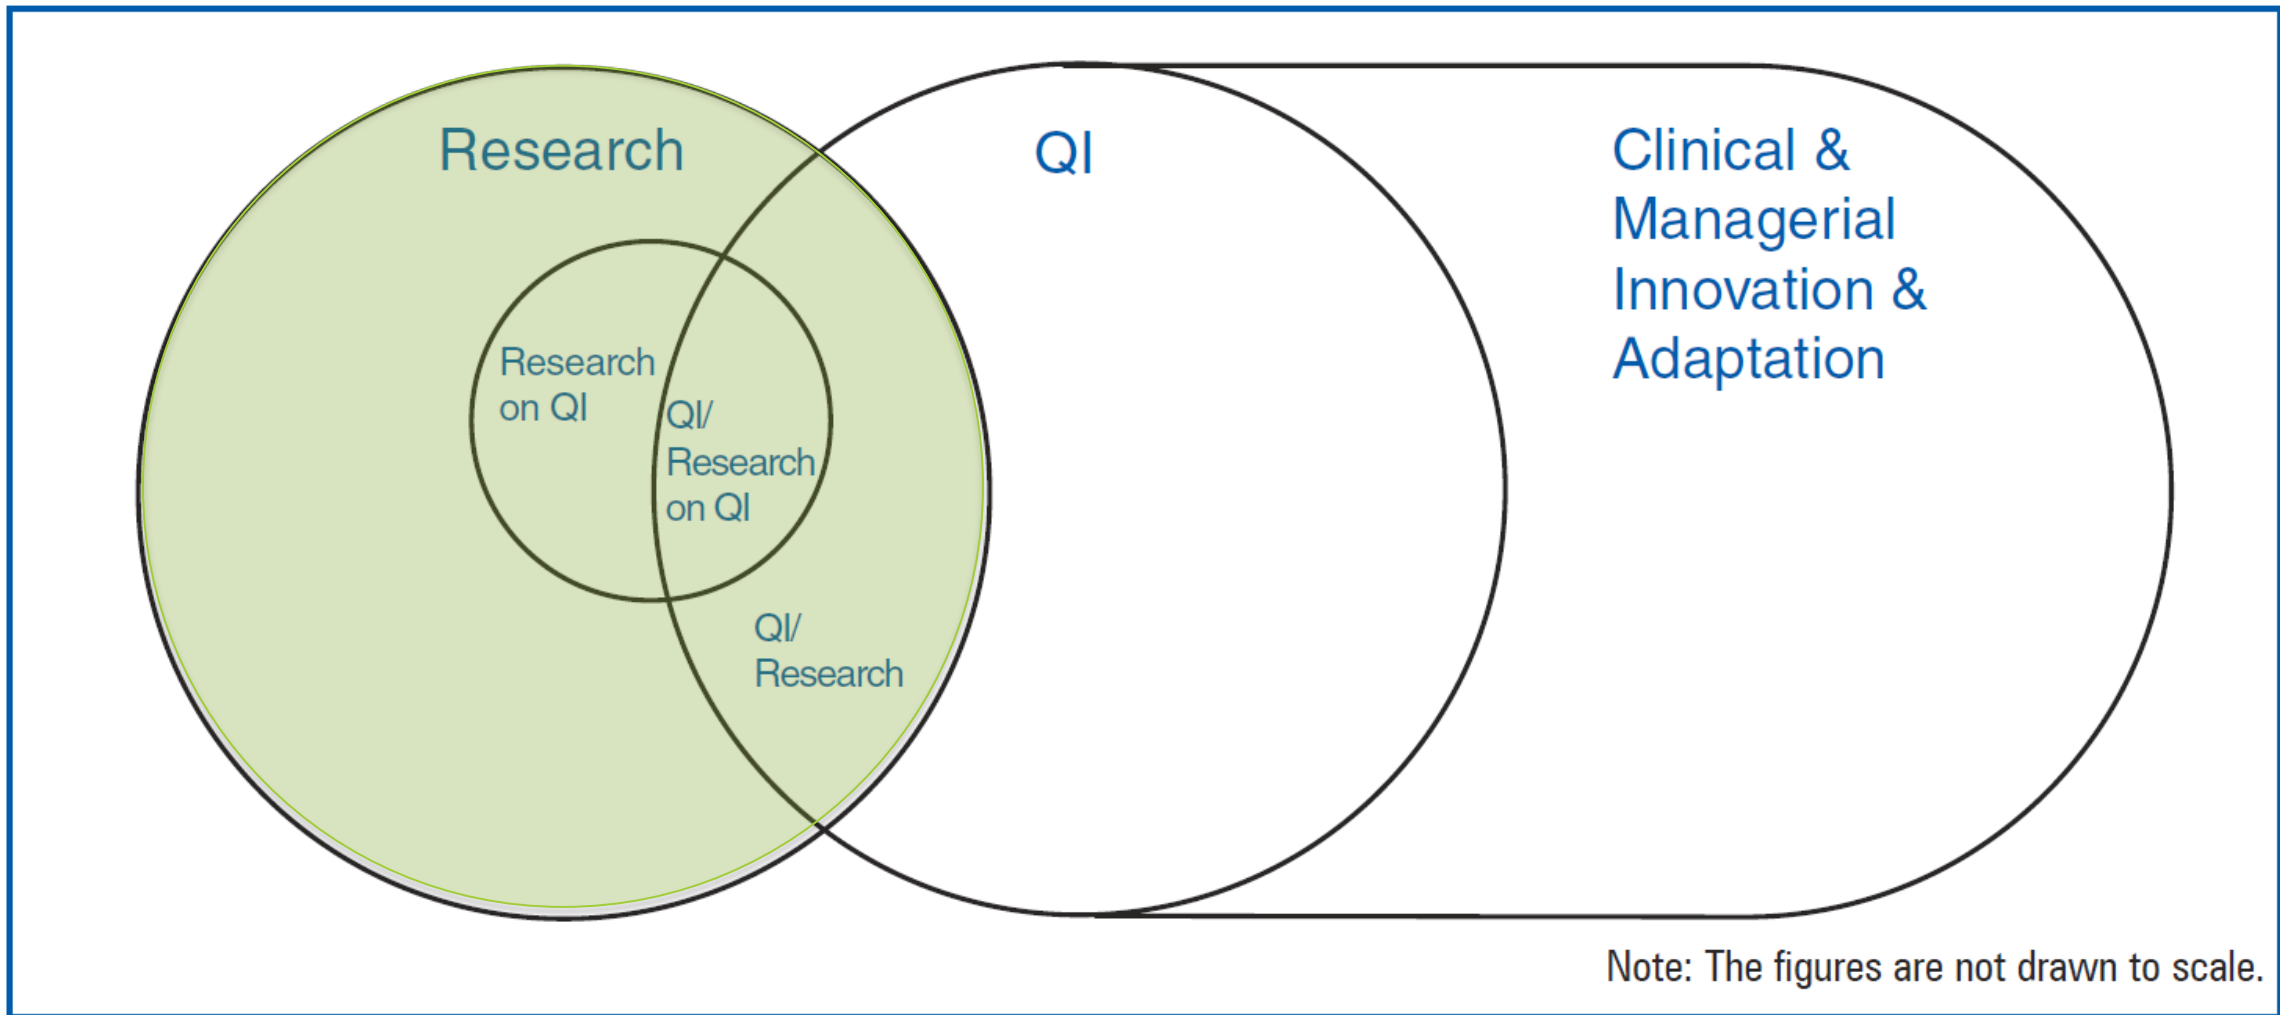 Research
QI
Clinical &
Managerial
Innovation &
Adaptation
Research
on QI
QI/
Research
on QI
QI/
Research
Note: The figures are not drawn to scale.